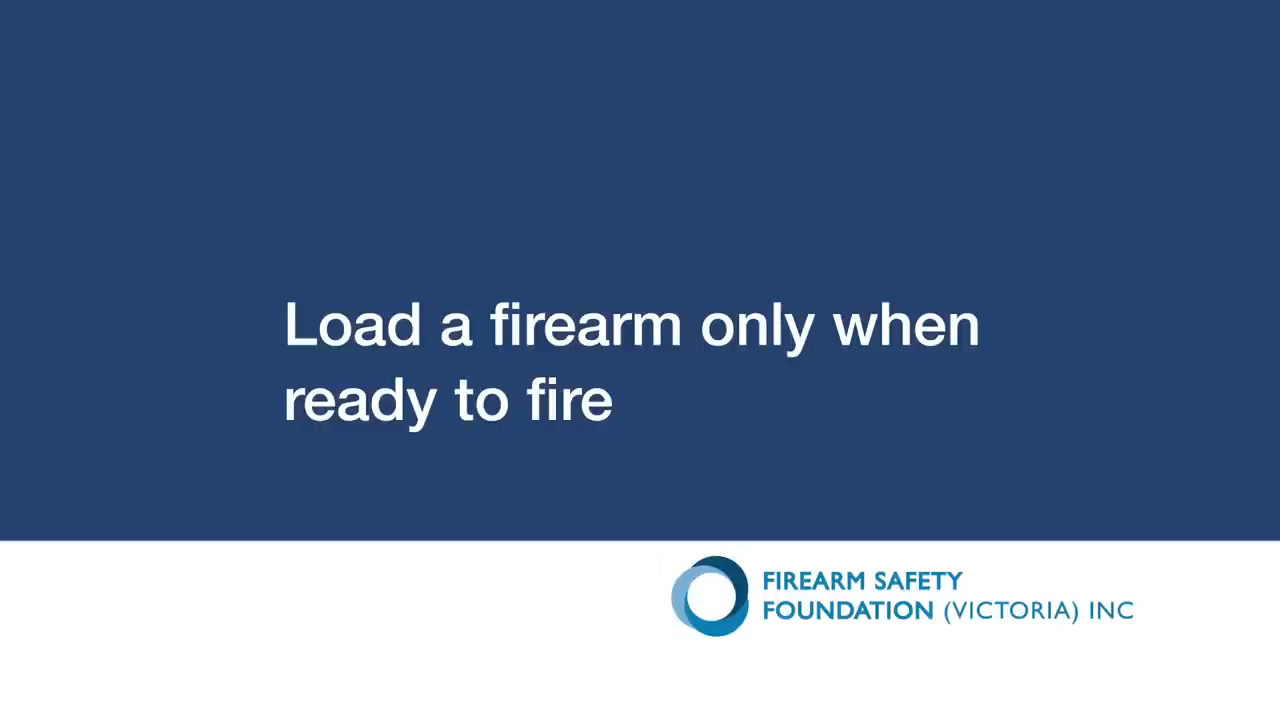 Load a firearm only when
ready to fire
FIREARM SAFETY
FOUNDATION (VICTORIA) INC